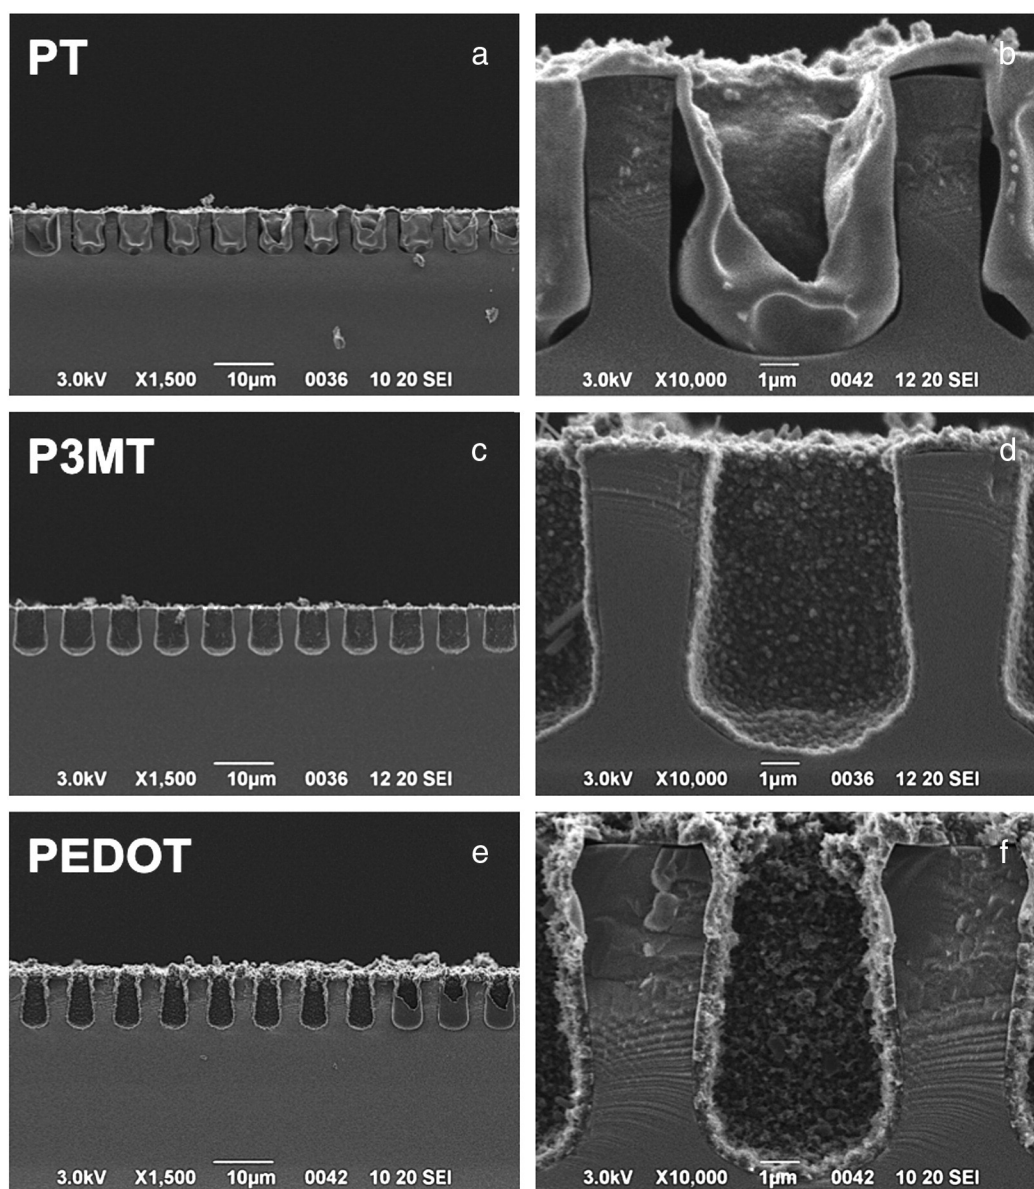 PT a
3.0kV X1,500 10μm 0036 10 20 SEI
b
3.0kV X10,000 1μm 0042 12 20 SEI
P3MT c
3.0kV X1,500 10μm 0036 12 20 SEI
d
3.0kV X10,000 1μm 0036 12 20 SEI
PEDOT e
3.0kV X1,500 10μm 0042 10 20 SEI
f
3.0kV X10,000 1μm 0042 10 20 SEI